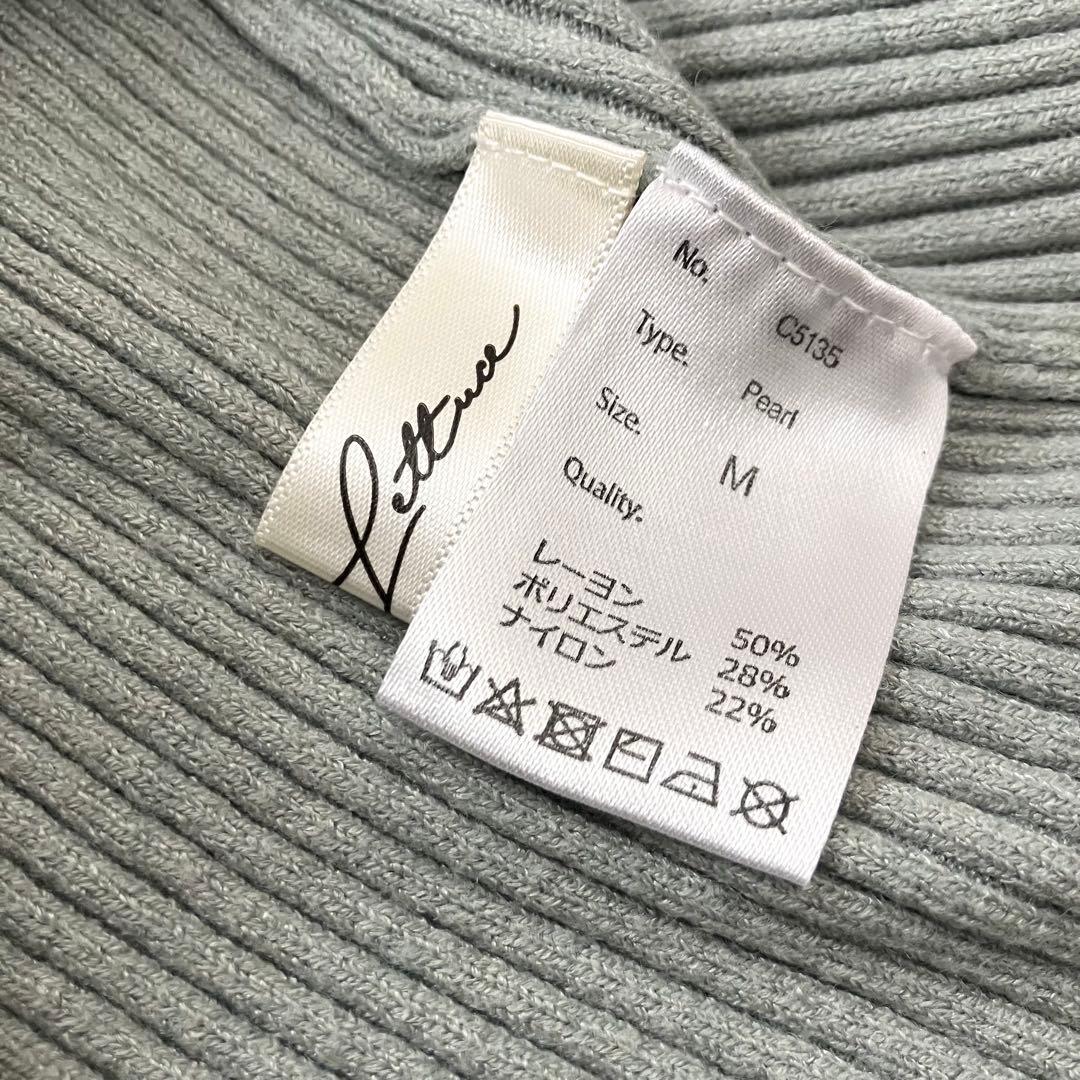 Lettuce
No. C5135
Type. Pearl
Size. M
Quality.
レーヨン 50%
ポリエステル 28%
ナイロン 22%